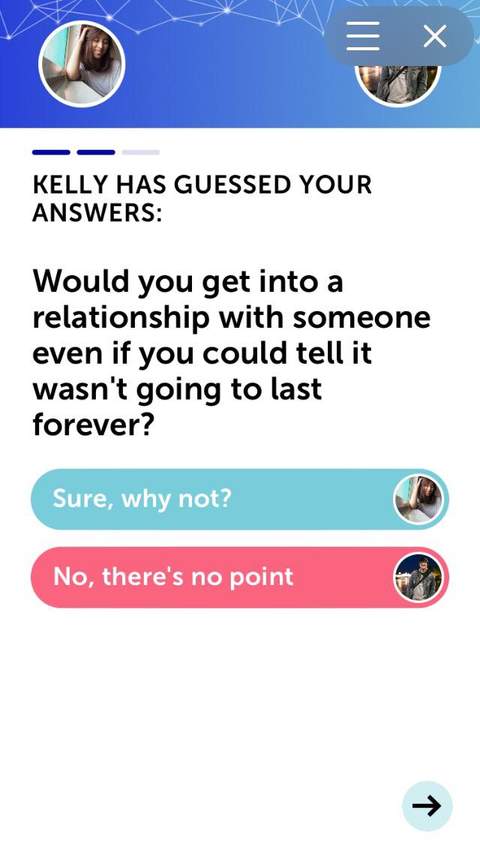 KELLY HAS GUESSED YOUR
ANSWERS:
Would you get into a
relationship with someone
even if you could tell it
wasn't going to last
forever?
Sure, why not?
No, there's no point